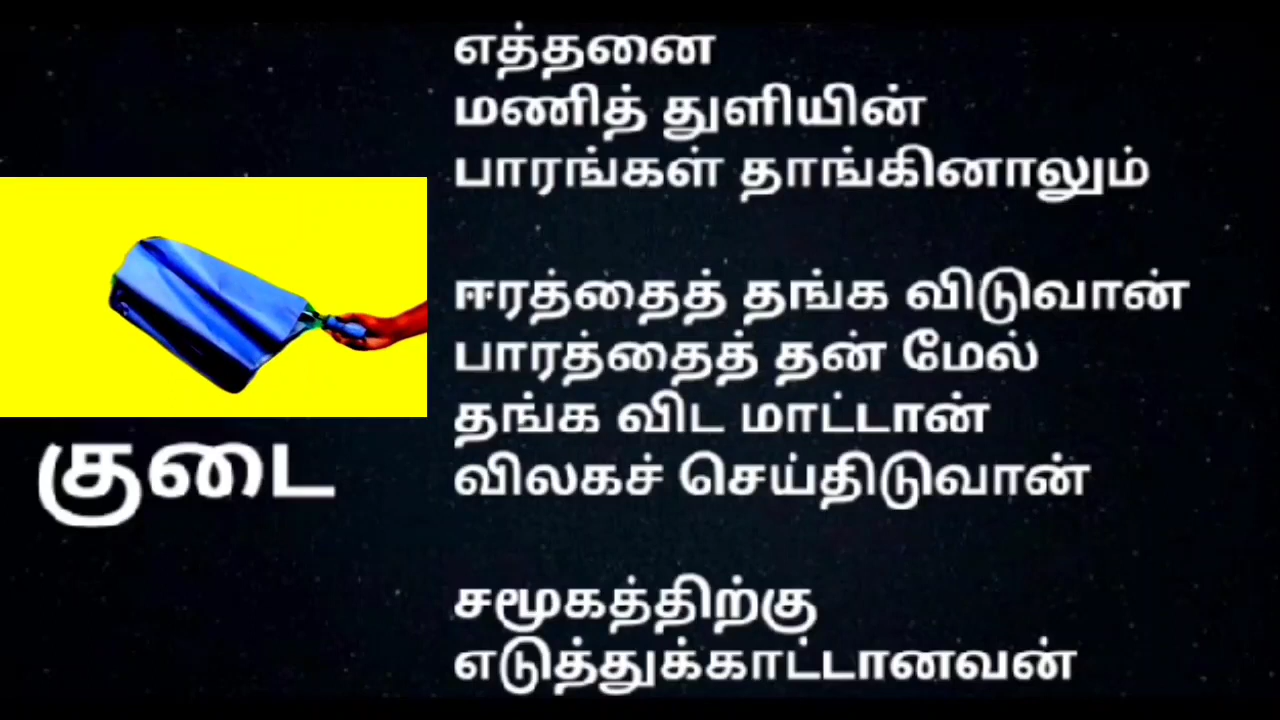 எத்தனை
மணித் துளியின்
பாரங்கள் தாங்கினாலும்
ஈரத்தைத் தங்க விடுவான்
பாரத்தைத் தன் மேல்
தங்க விட மாட்டான்
விலகச் செய்திடுவான்
சமூகத்திற்கு
எடுத்துக்காட்டானவன்
குடை